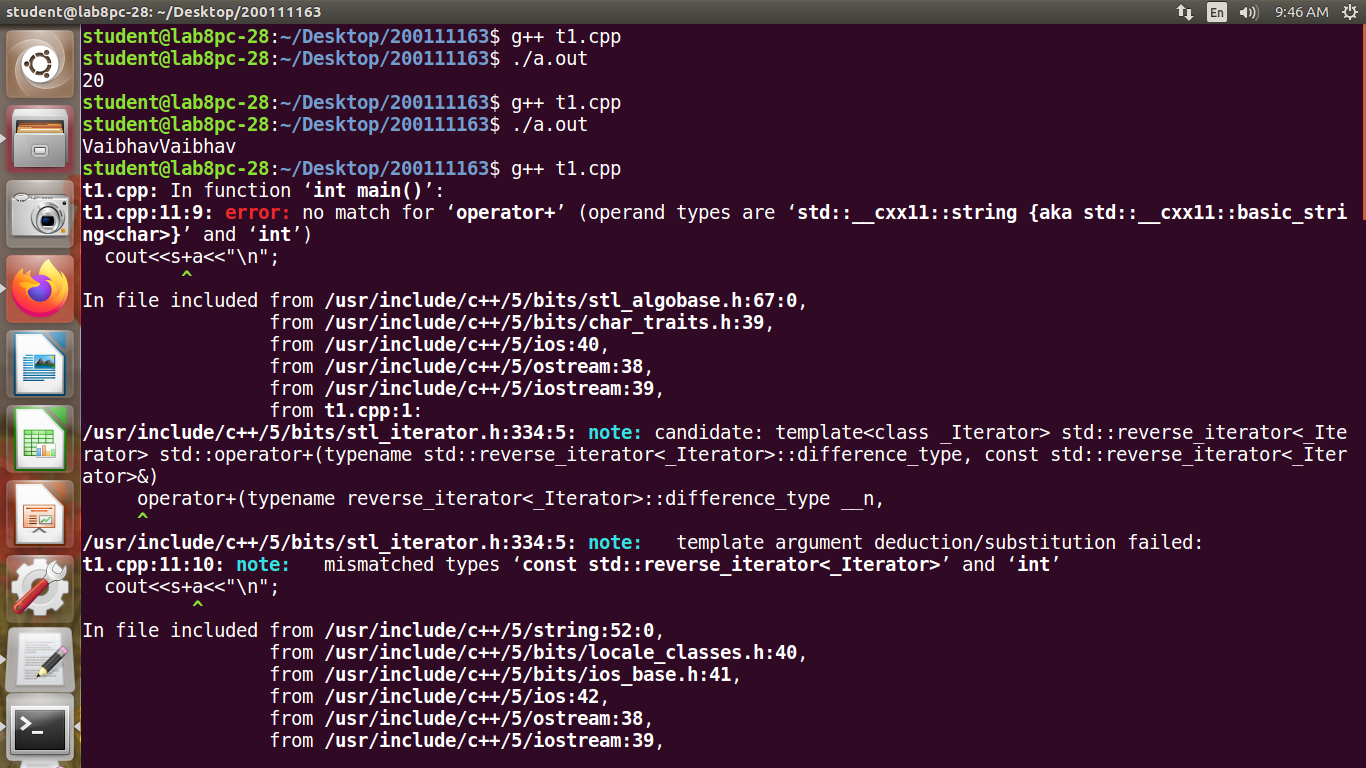 student@lab8pc-28: ~/Desktop/200111163
En
9:46 AM
student@lab8pc-28:~/Desktop/200111163$ g++ t1.cpp
student@lab8pc-28:~/Desktop/200111163$ ./a.out
20
student@lab8pc-28:~/Desktop/200111163$ g++ t1.cpp
student@lab8pc-28:~/Desktop/200111163$ ./a.out
VaibhavVaibhav
student@lab8pc-28:~/Desktop/200111163$ g++ t1.cpp
t1.cpp: In function ‘int main()’:
t1.cpp:11:9: error: no match for ‘operator+’ (operand types are ‘std::__cxx11::string {aka std::__cxx11::basic_stri
ng<char>}’ and ‘int’)
  cout<<s+a<<"\n";
         ^
In file included from /usr/include/c++/5/bits/stl_algobase.h:67:0,
                 from /usr/include/c++/5/bits/char_traits.h:39,
                 from /usr/include/c++/5/ios:40,
                 from /usr/include/c++/5/ostream:38,
                 from /usr/include/c++/5/iostream:39,
                 from t1.cpp:1:
/usr/include/c++/5/bits/stl_iterator.h:334:5: note: candidate: template<class _Iterator> std::reverse_iterator<_Ite
rator> std::operator+(typename std::reverse_iterator<_Iterator>::difference_type, const std::reverse_iterator<_Iter
ator>&)
     operator+(typename reverse_iterator<_Iterator>::difference_type __n,
     ^
/usr/include/c++/5/bits/stl_iterator.h:334:5: note:   template argument deduction/substitution failed:
t1.cpp:11:10: note:   mismatched types ‘const std::reverse_iterator<_Iterator>’ and ‘int’
  cout<<s+a<<"\n";
          ^
In file included from /usr/include/c++/5/string:52:0,
                 from /usr/include/c++/5/bits/locale_classes.h:40,
                 from /usr/include/c++/5/bits/ios_base.h:41,
                 from /usr/include/c++/5/ios:42,
                 from /usr/include/c++/5/ostream:38,
                 from /usr/include/c++/5/iostream:39,